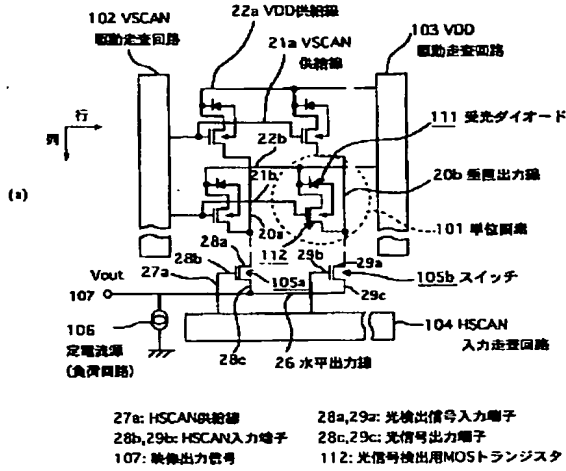 22a VDD供給線
102 VSCAN
駆動走査回路
103 VDD
駆動走査回路
21a VSCAN
供給線
行
列
111 受光ダイオード
22b
21b
20b 垂直出力線
(a)
101 単位画素
20a
28a
112
29a
28b
29b
27a
Vout
105a
105b スイッチ
107
29c
106
定電流源
(負荷回路)
104 HSCAN
入力走査回路
28c
26 水平出力線
27a: HSCAN供給線
28a,29a: 光検出信号入力端子
28b,29b: HSCAN入力端子
28c,29c: 光信号出力端子
107: 映像出力信号
112: 光信号検出用MOSトランジスタ